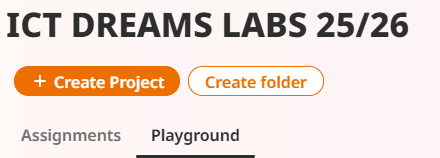 ICT DREAMS LABS 25/26
+ Create Project Create folder
Assignments Playground